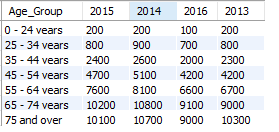 Age_Group 2015 2014 2016 2013
0 - 24 years 200 200 100 200
25 - 34 years 800 900 700 800
35 - 44 years 2400 2600 2000 2300
45 - 54 years 4700 5100 4200 4200
55 - 64 years 7600 8100 6600 6700
65 - 74 years 10200 10800 9100 9000
75 and over 10100 10700 9000 10300